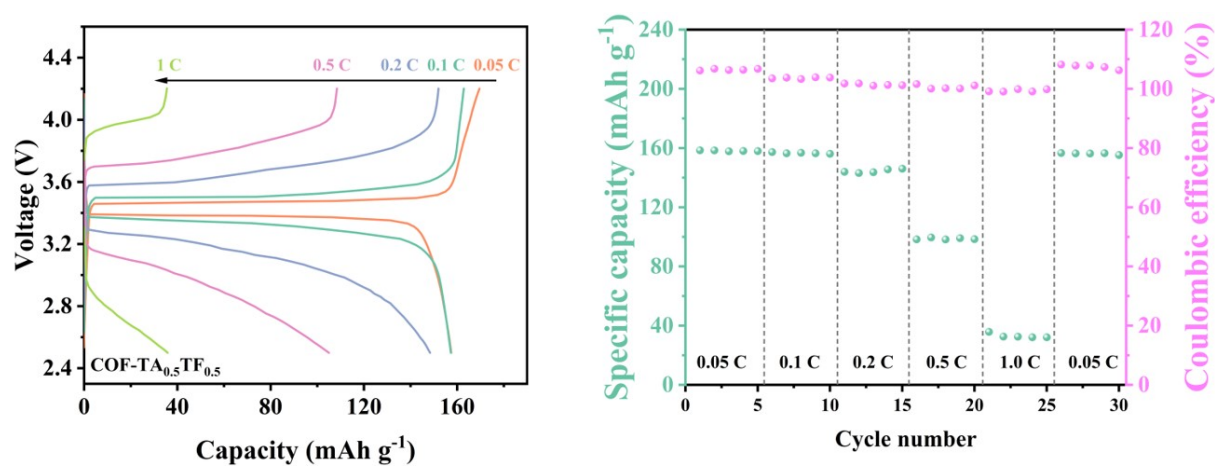 4.4
4.0
3.6
3.2
2.8
2.4
Voltage (V)
1 C 0.5 C 0.2 C 0.1 C 0.05 C
COF-TA0.5TF0.5
0 40 80 120 160
Capacity (mAh g-1)
240
200
160
120
80
40
0
Specific capacity (mAh g-1)
0.05 C 0.1 C 0.2 C 0.5 C 1.0 C 0.05 C
0 5 10 15 20 25 30
Cycle number
120
100
80
60
40
20
0
Coulombic efficiency (%)